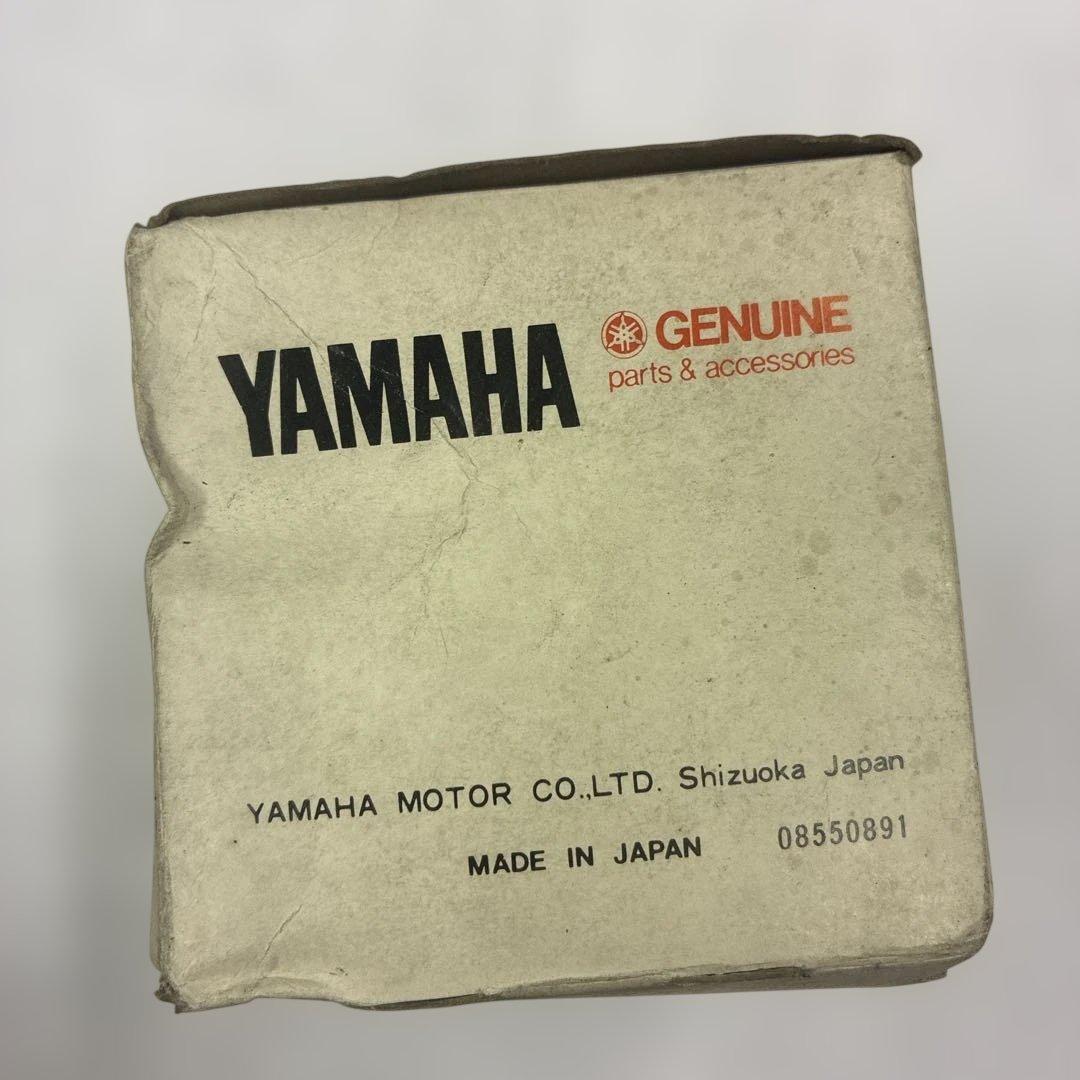 YAMAHA
GENUINE
parts & accessories
YAMAHA MOTOR CO.,LTD. Shizuoka Japan
MADE IN JAPAN 08550891